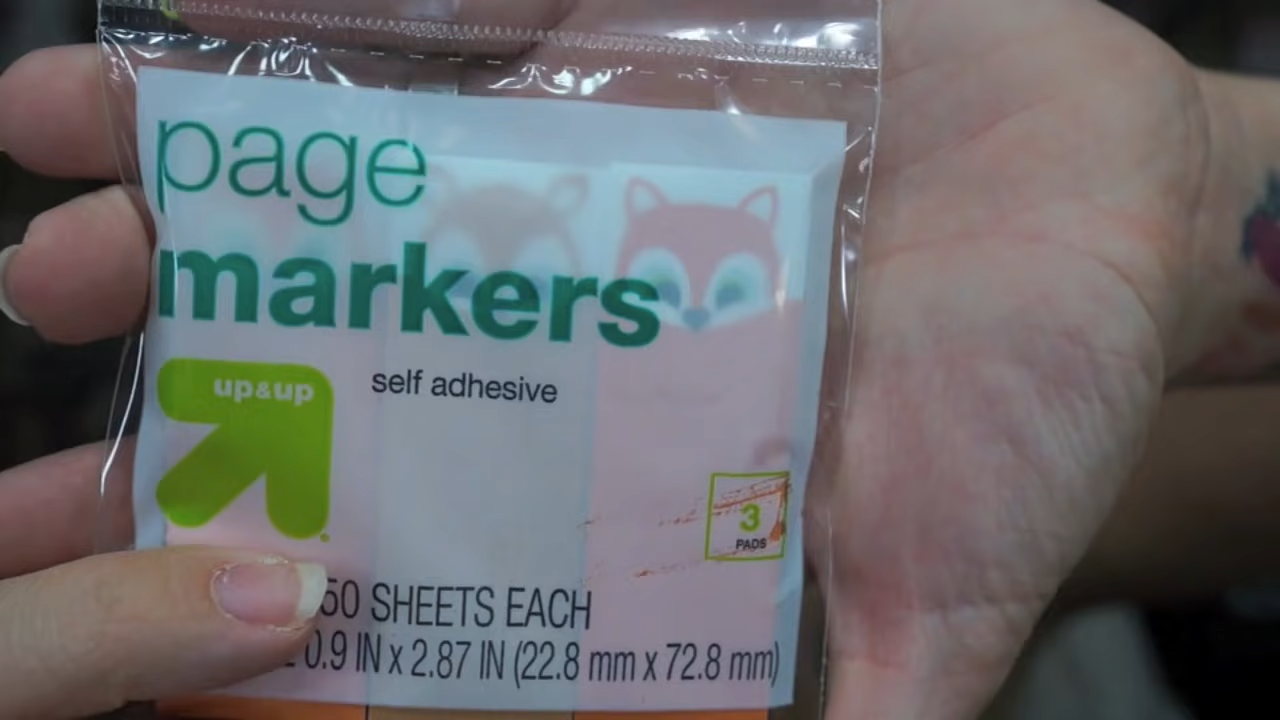 page
markers
up&up
self adhesive
3
PADS
50 SHEETS EACH
0.9 IN x 2.87 IN (22.8 mm x 72.8 mm)